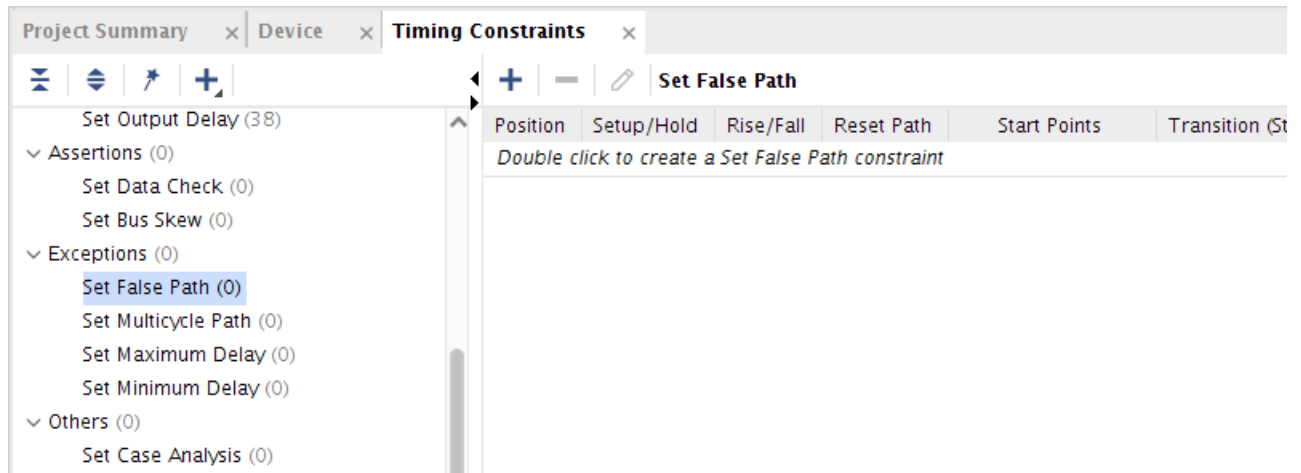 Project Summary Device Timing Constraints
Set False Path
Set Output Delay (38)
Assertions (0)
Set Data Check (0)
Set Bus Skew (0)
Exceptions (0)
Set False Path (0)
Set Multicycle Path (0)
Set Maximum Delay (0)
Set Minimum Delay (0)
Others (0)
Set Case Analysis (0)
Position Setup/Hold Rise/Fall Reset Path Start Points Transition (St
Double click to create a Set False Path constraint